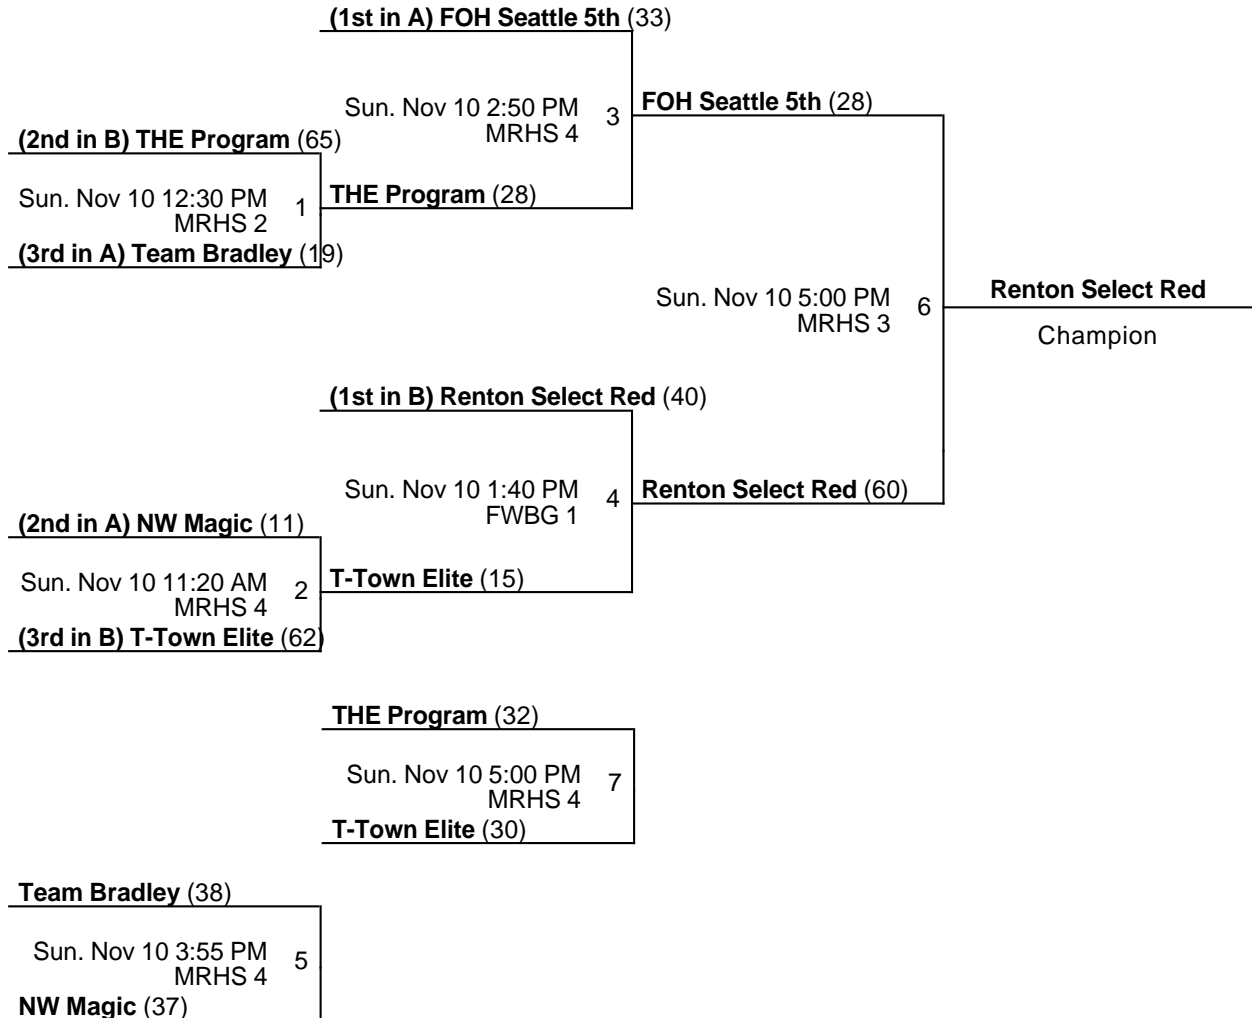 (1st in A) FOH Seattle 5th (33)
Sun. Nov 10 2:50 PM
MRHS 4
3
FOH Seattle 5th (28)
(2nd in B) THE Program (65)
Sun. Nov 10 12:30 PM
MRHS 2
1
THE Program (28)
(3rd in A) Team Bradley (19)
Sun. Nov 10 5:00 PM
MRHS 3
6
Renton Select Red
Champion
(1st in B) Renton Select Red (40)
Sun. Nov 10 1:40 PM
FWBG 1
4
Renton Select Red (60)
(2nd in A) NW Magic (11)
Sun. Nov 10 11:20 AM
MRHS 4
2
T-Town Elite (15)
(3rd in B) T-Town Elite (62)
THE Program (32)
Sun. Nov 10 5:00 PM
MRHS 4
7
T-Town Elite (30)
Team Bradley (38)
Sun. Nov 10 3:55 PM
MRHS 4
5
NW Magic (37)